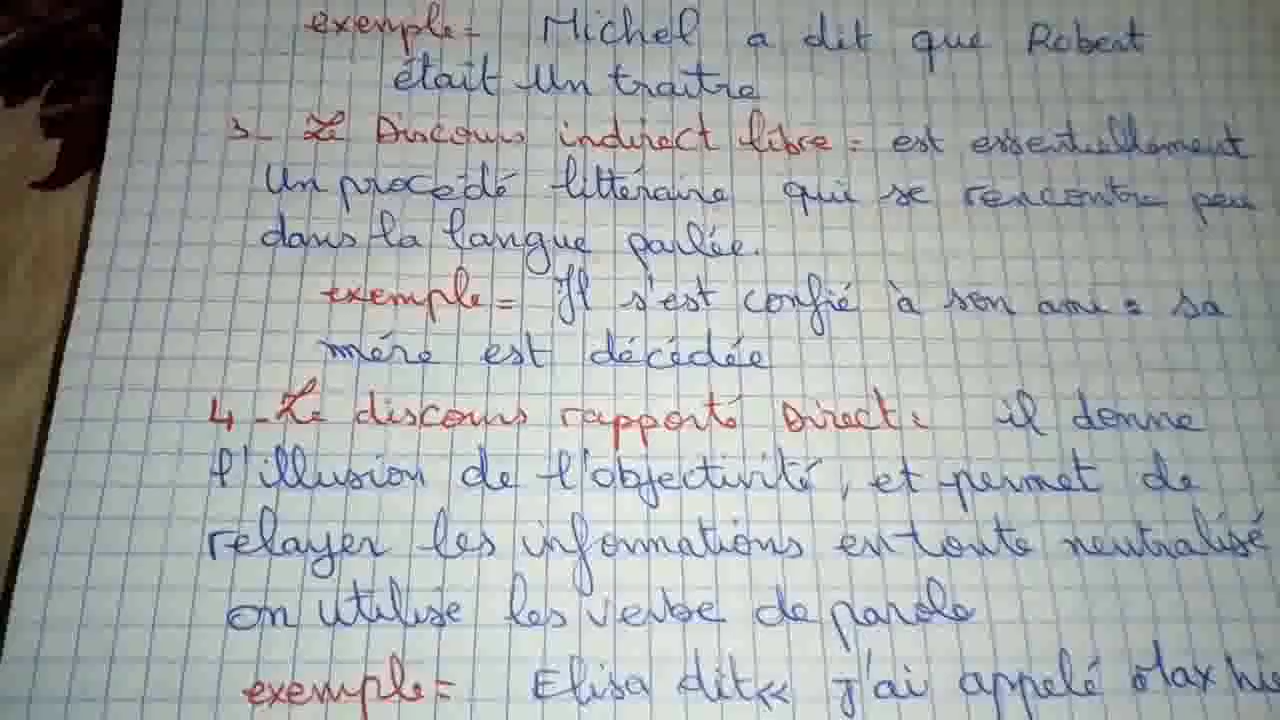 exemple = Michel a dit que Robert
était un traitre
3- Le Discours indirect libre = est essentiellement
Un procédé littéraire qui se rencontre peu
dans la langue parlée.
exemple = Il s'est confié à son ami = sa
mére est décédée
4-Le discours rapporté Direct : il donne
l'illusion de l'objectivité, et permet de
relayer les informations en toute neutralisé
on utilise les verbe de parole
exemple = Elisa dit « J'ai appelé Max